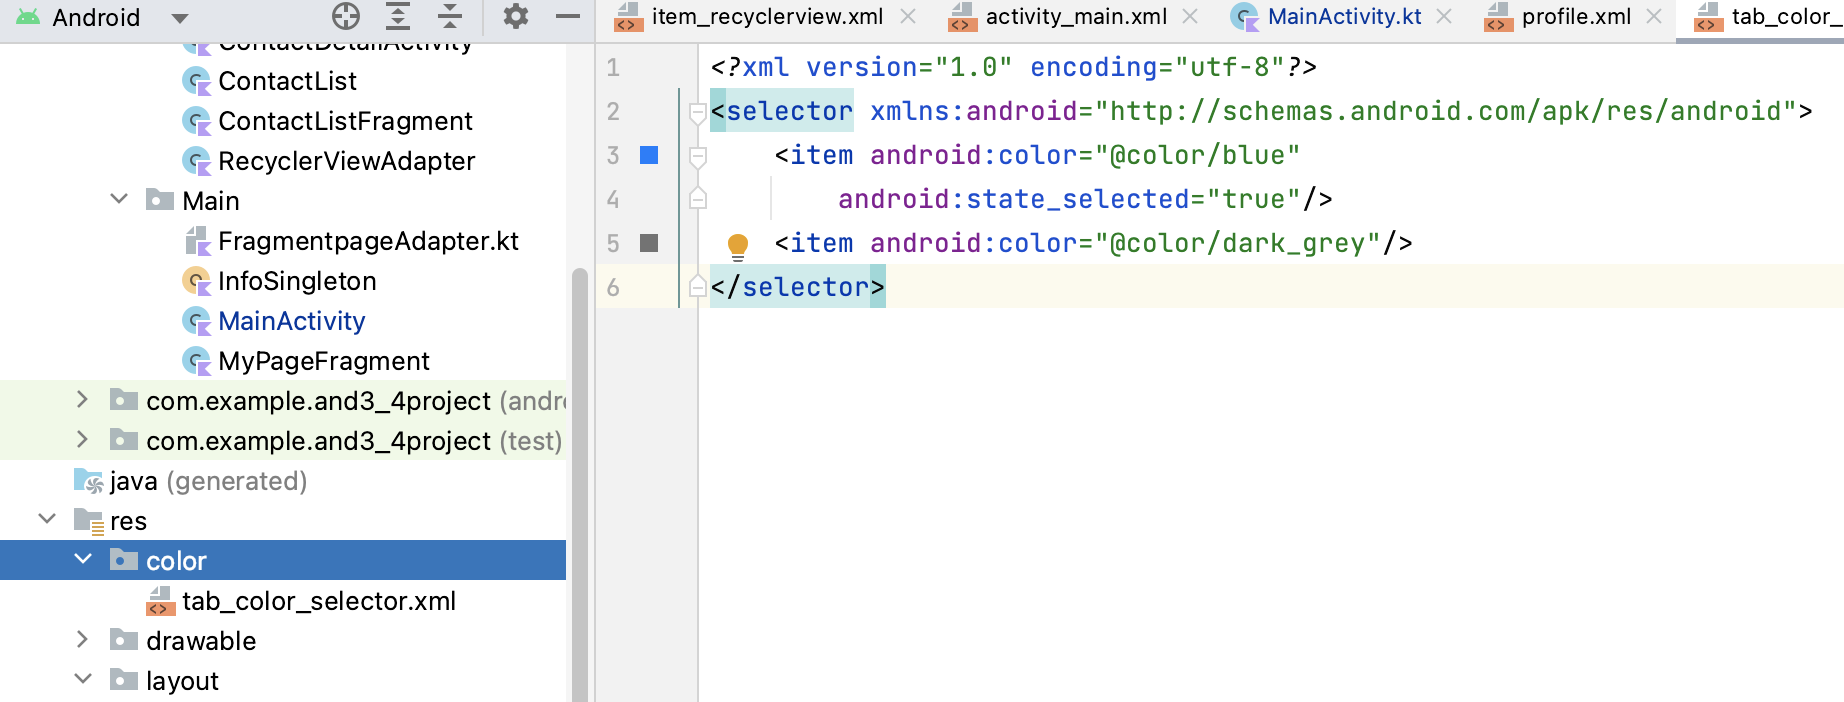 Android
ContactDetailActivity
ContactList
ContactListFragment
RecyclerViewAdapter
Main
FragmentpageAdapter.kt
InfoSingleton
MainActivity
MyPageFragment
com.example.and3_4project (andro
com.example.and3_4project (test)
java (generated)
res
color
tab_color_selector.xml
drawable
layout
item_recyclerview.xml activity_main.xml MainActivity.kt profile.xml tab_color_
1 <?xml version="1.0" encoding="utf-8"?>
2 <selector xmlns:android="http://schemas.android.com/apk/res/android">
3 <item android:color="@color/blue"
4 android:state_selected="true"/>
5 <item android:color="@color/dark_grey"/>
6 </selector>